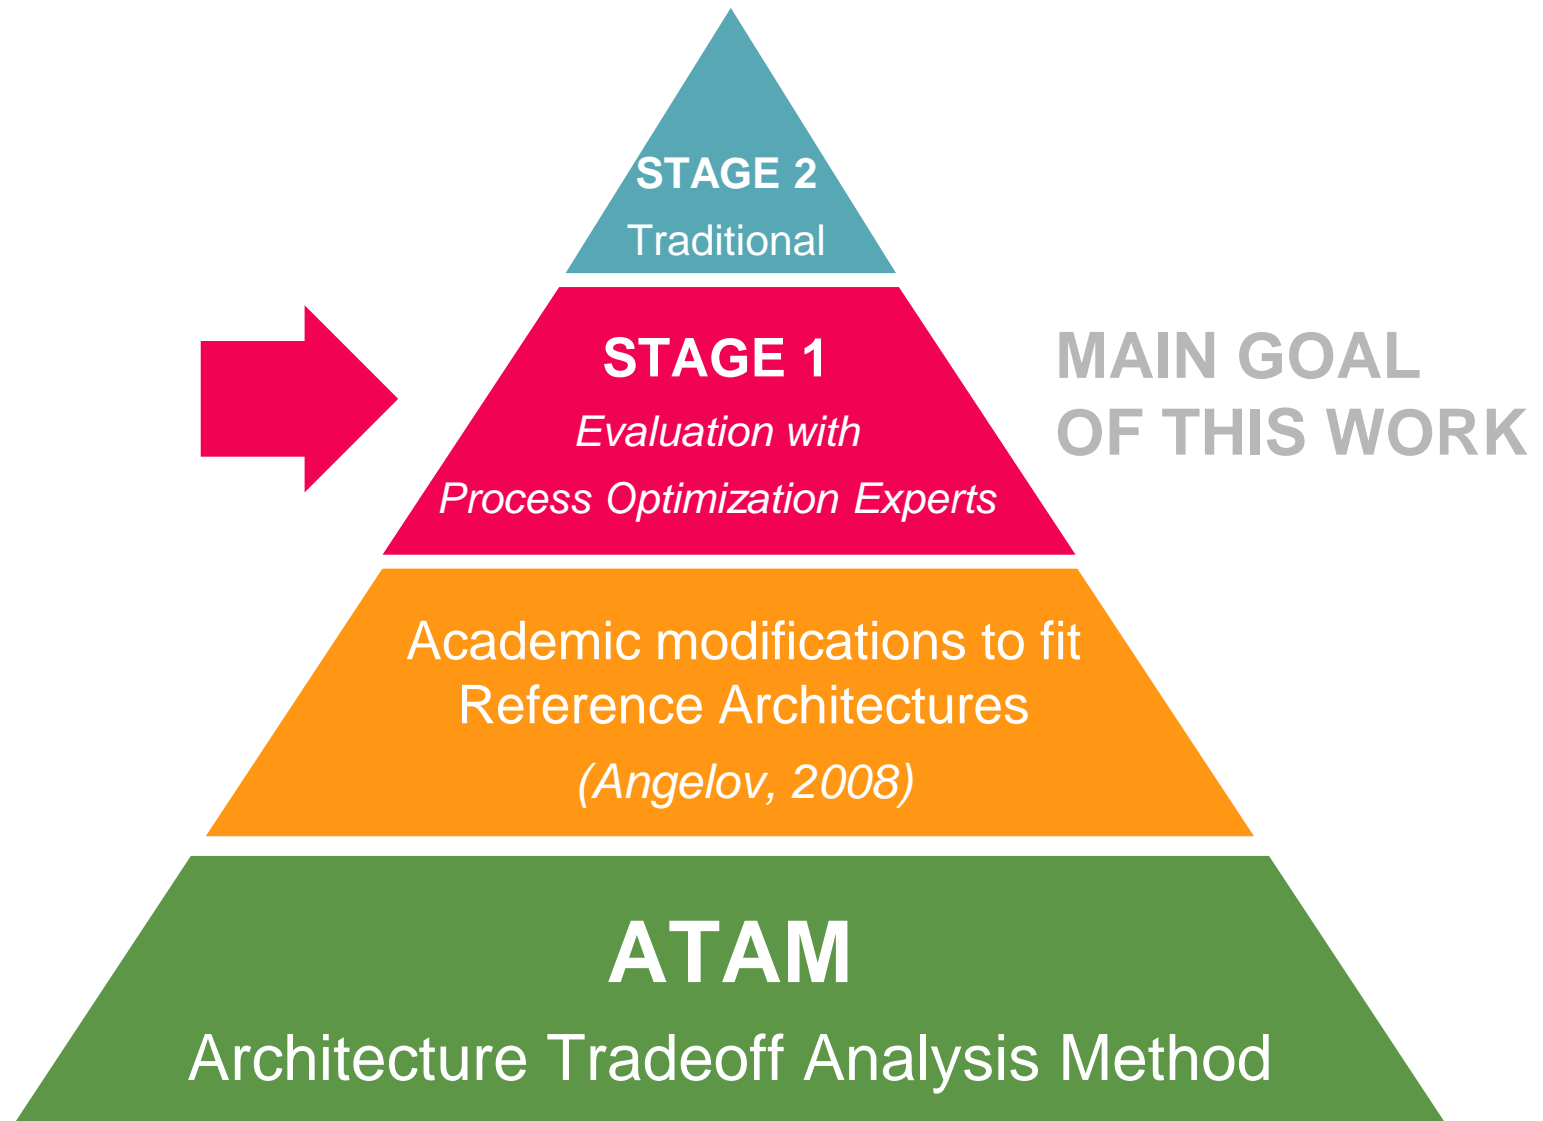 STAGE 2
Traditional
STAGE 1
Evaluation with
Process Optimization Experts
MAIN GOAL
OF THIS WORK
Academic modifications to fit
Reference Architectures
(Angelov, 2008)
ATAM
Architecture Tradeoff Analysis Method